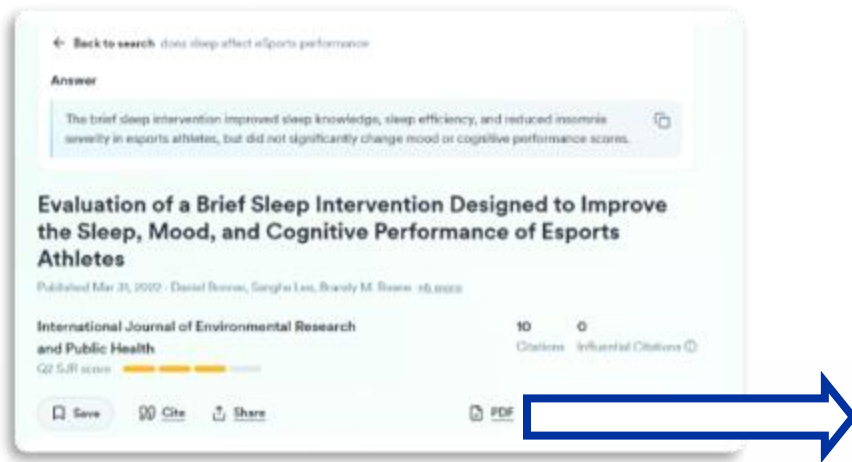 ← Back to search does sleep affect eSports performance
Answer
The brief sleep intervention improved sleep knowledge, sleep efficiency, and reduced insomnia
severity in esports athletes, but did not significantly change mood or cognitive performance scores.
Evaluation of a Brief Sleep Intervention Designed to Improve
the Sleep, Mood, and Cognitive Performance of Esports
Athletes
Published Mar 31, 2022 · Daniel Bonnar, Sangha Lee, Brandy M. Roane +6 more
International Journal of Environmental Research
and Public Health
10 0
Citations Influential Citations
Q2 SJR score
Save Cite Share PDF